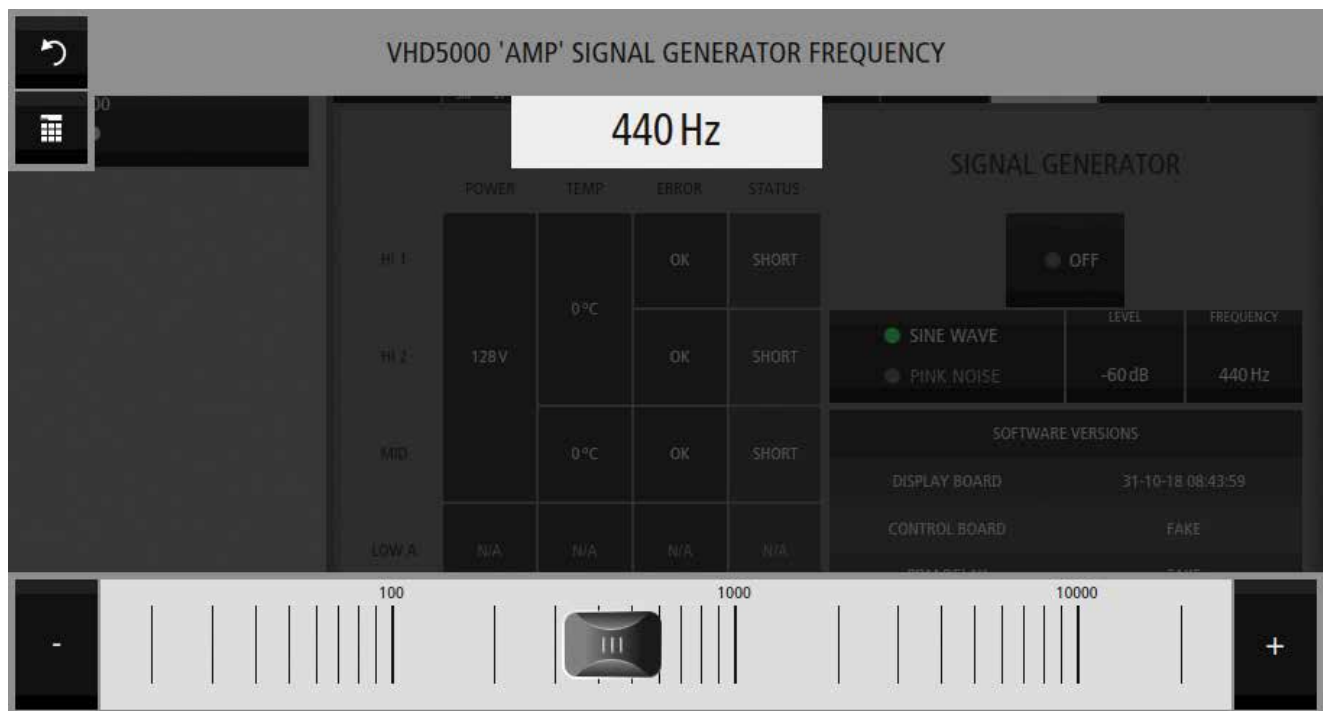 VHD5000 'AMP' SIGNAL GENERATOR FREQUENCY
440 Hz
SIGNAL GENERATOR
POWER TEMP ERROR STATUS
HI 1 OK SHORT
OFF
0 °C
LEVEL FREQUENCY
SINE WAVE
HI 2 128 V OK SHORT
PINK NOISE -60 dB 440 Hz
SOFTWARE VERSIONS
MID 0 °C OK SHORT
DISPLAY BOARD 31-10-18 08:43:59
CONTROL BOARD FAKE
LOW A N/A N/A N/A N/A
100 1000 10000
- +